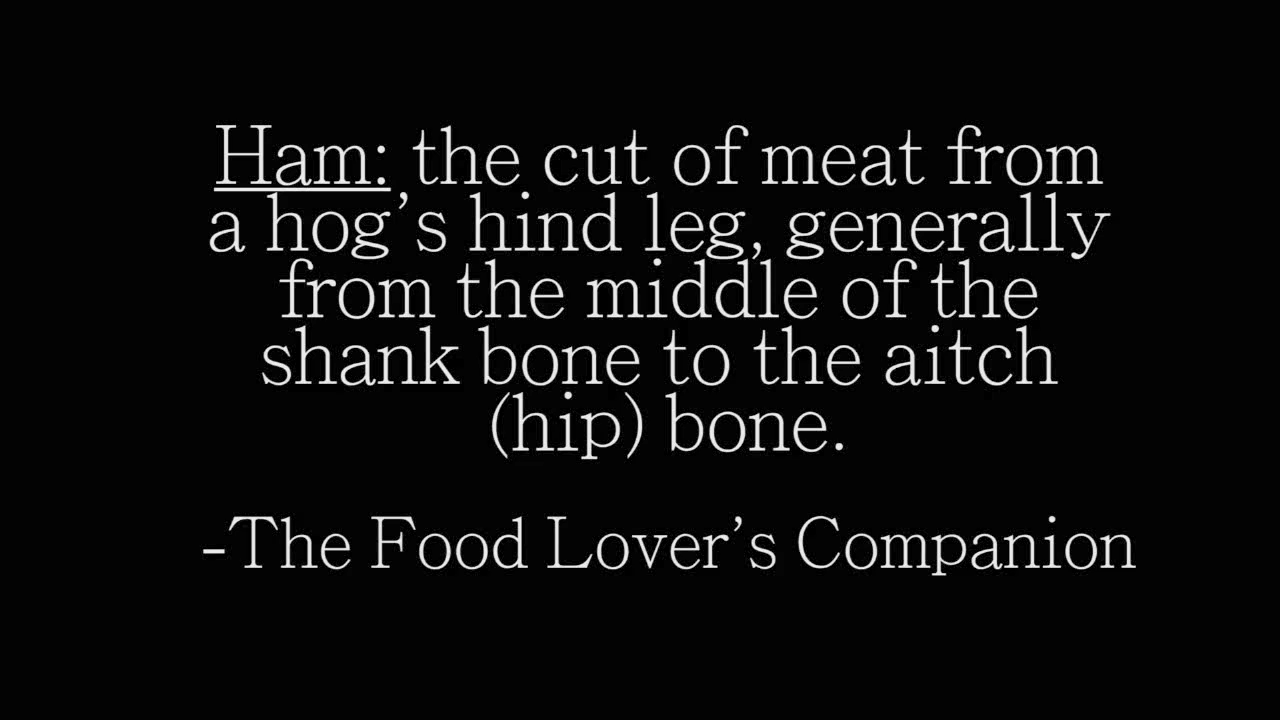 Ham: the cut of meat from
a hog’s hind leg, generally
from the middle of the
shank bone to the aitch
(hip) bone.
-The Food Lover’s Companion